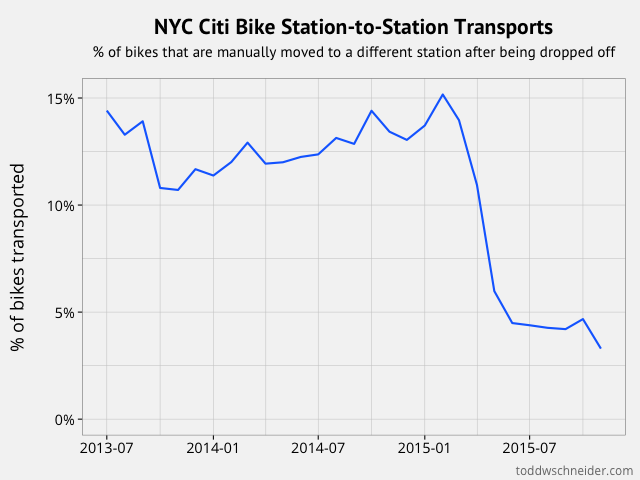 NYC Citi Bike Station-to-Station Transports
% of bikes that are manually moved to a different station after being dropped off
% of bikes transported
15%
10%
5%
0%
2013-07 2014-01 2014-07 2015-01 2015-07
toddwschneider.com